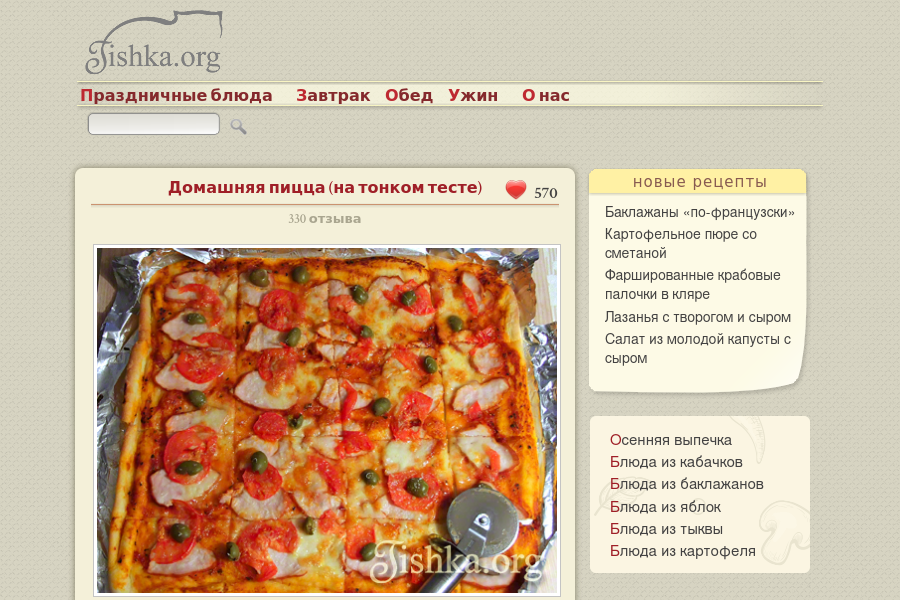 Tishka.org
Праздничные блюда Завтрак Обед Ужин О нас
Домашняя пицца (на тонком тесте)
570
330 отзыва
Tishka.org
новые рецепты
Баклажаны «по-французски»
Картофельное пюре со
сметаной
Фаршированные крабовые
палочки в кляре
Лазанья с творогом и сыром
Салат из молодой капусты с
сыром
Осенняя выпечка
Блюда из кабачков
Блюда из баклажанов
Блюда из яблок
Блюда из тыквы
Блюда из картофеля